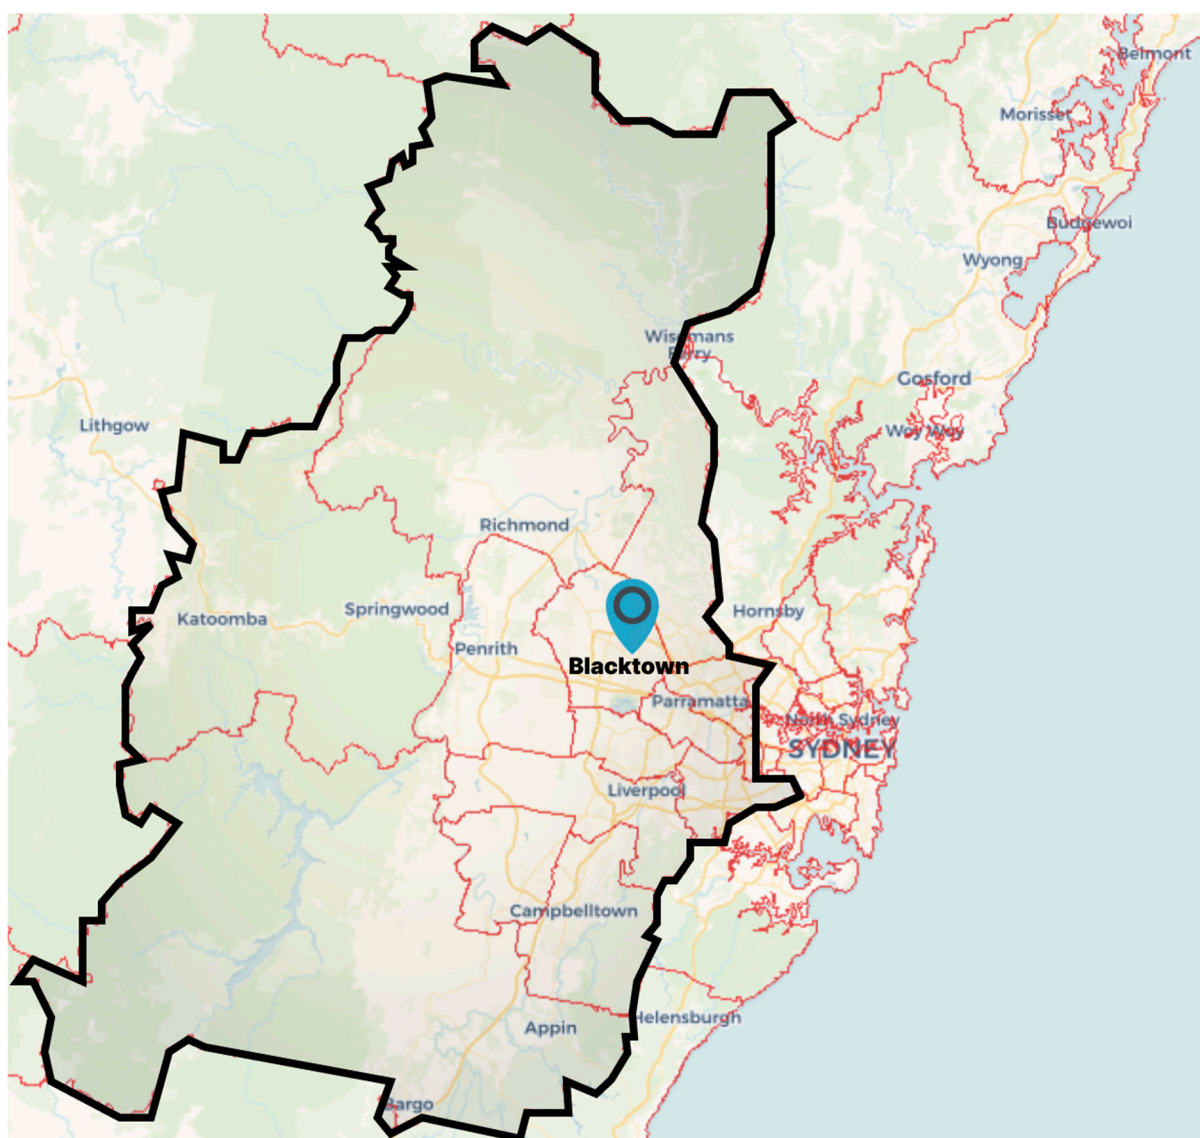 Belmont
Morisset
Budgewoi
Wyong
Wisemans
Ferry
Gosford
Lithgow
Woy Woy
Richmond
Hornsby
Katoomba
Springwood
Penrith
Blacktown
Parramatta
North Sydney
SYDNEY
Liverpool
Campbelltown
Appin
Helensburgh
Bargo